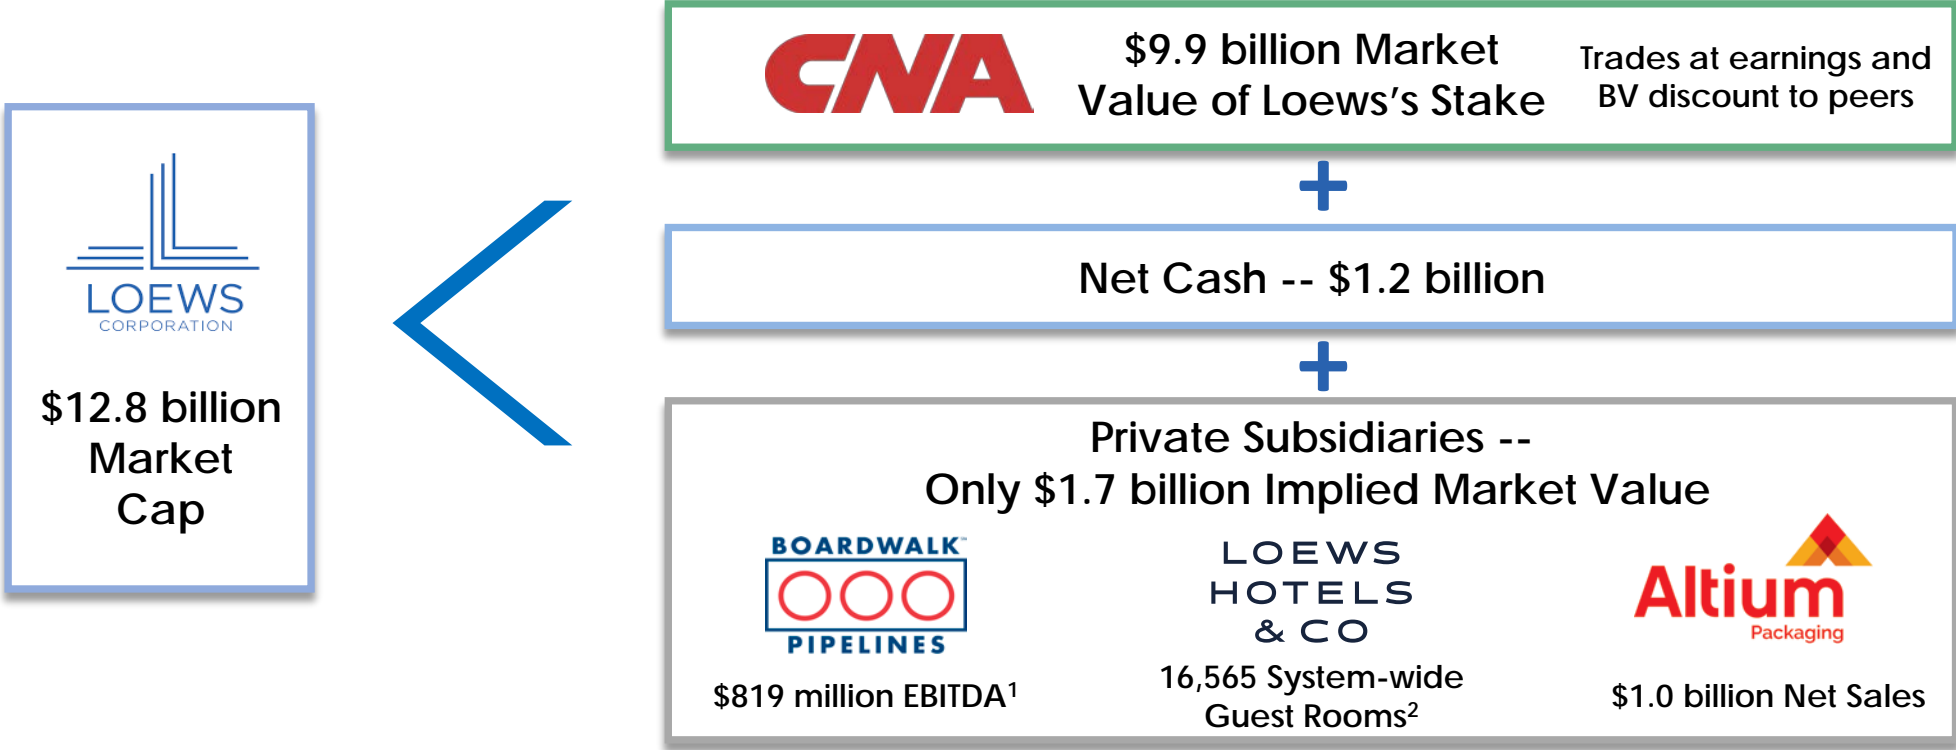 LOEWS
CORPORATION
$12.8 billion
Market
Cap
CNA
$9.9 billion Market
Value of Loews's Stake
Trades at earnings and
BV discount to peers
+
Net Cash -- $1.2 billion
+
Private Subsidiaries --
Only $1.7 billion Implied Market Value
BOARDWALK™
PIPELINES
$819 million EBITDA¹
LOEWS
HOTELS
& CO
16,565 System-wide
Guest Rooms²
Altium
Packaging
$1.0 billion Net Sales